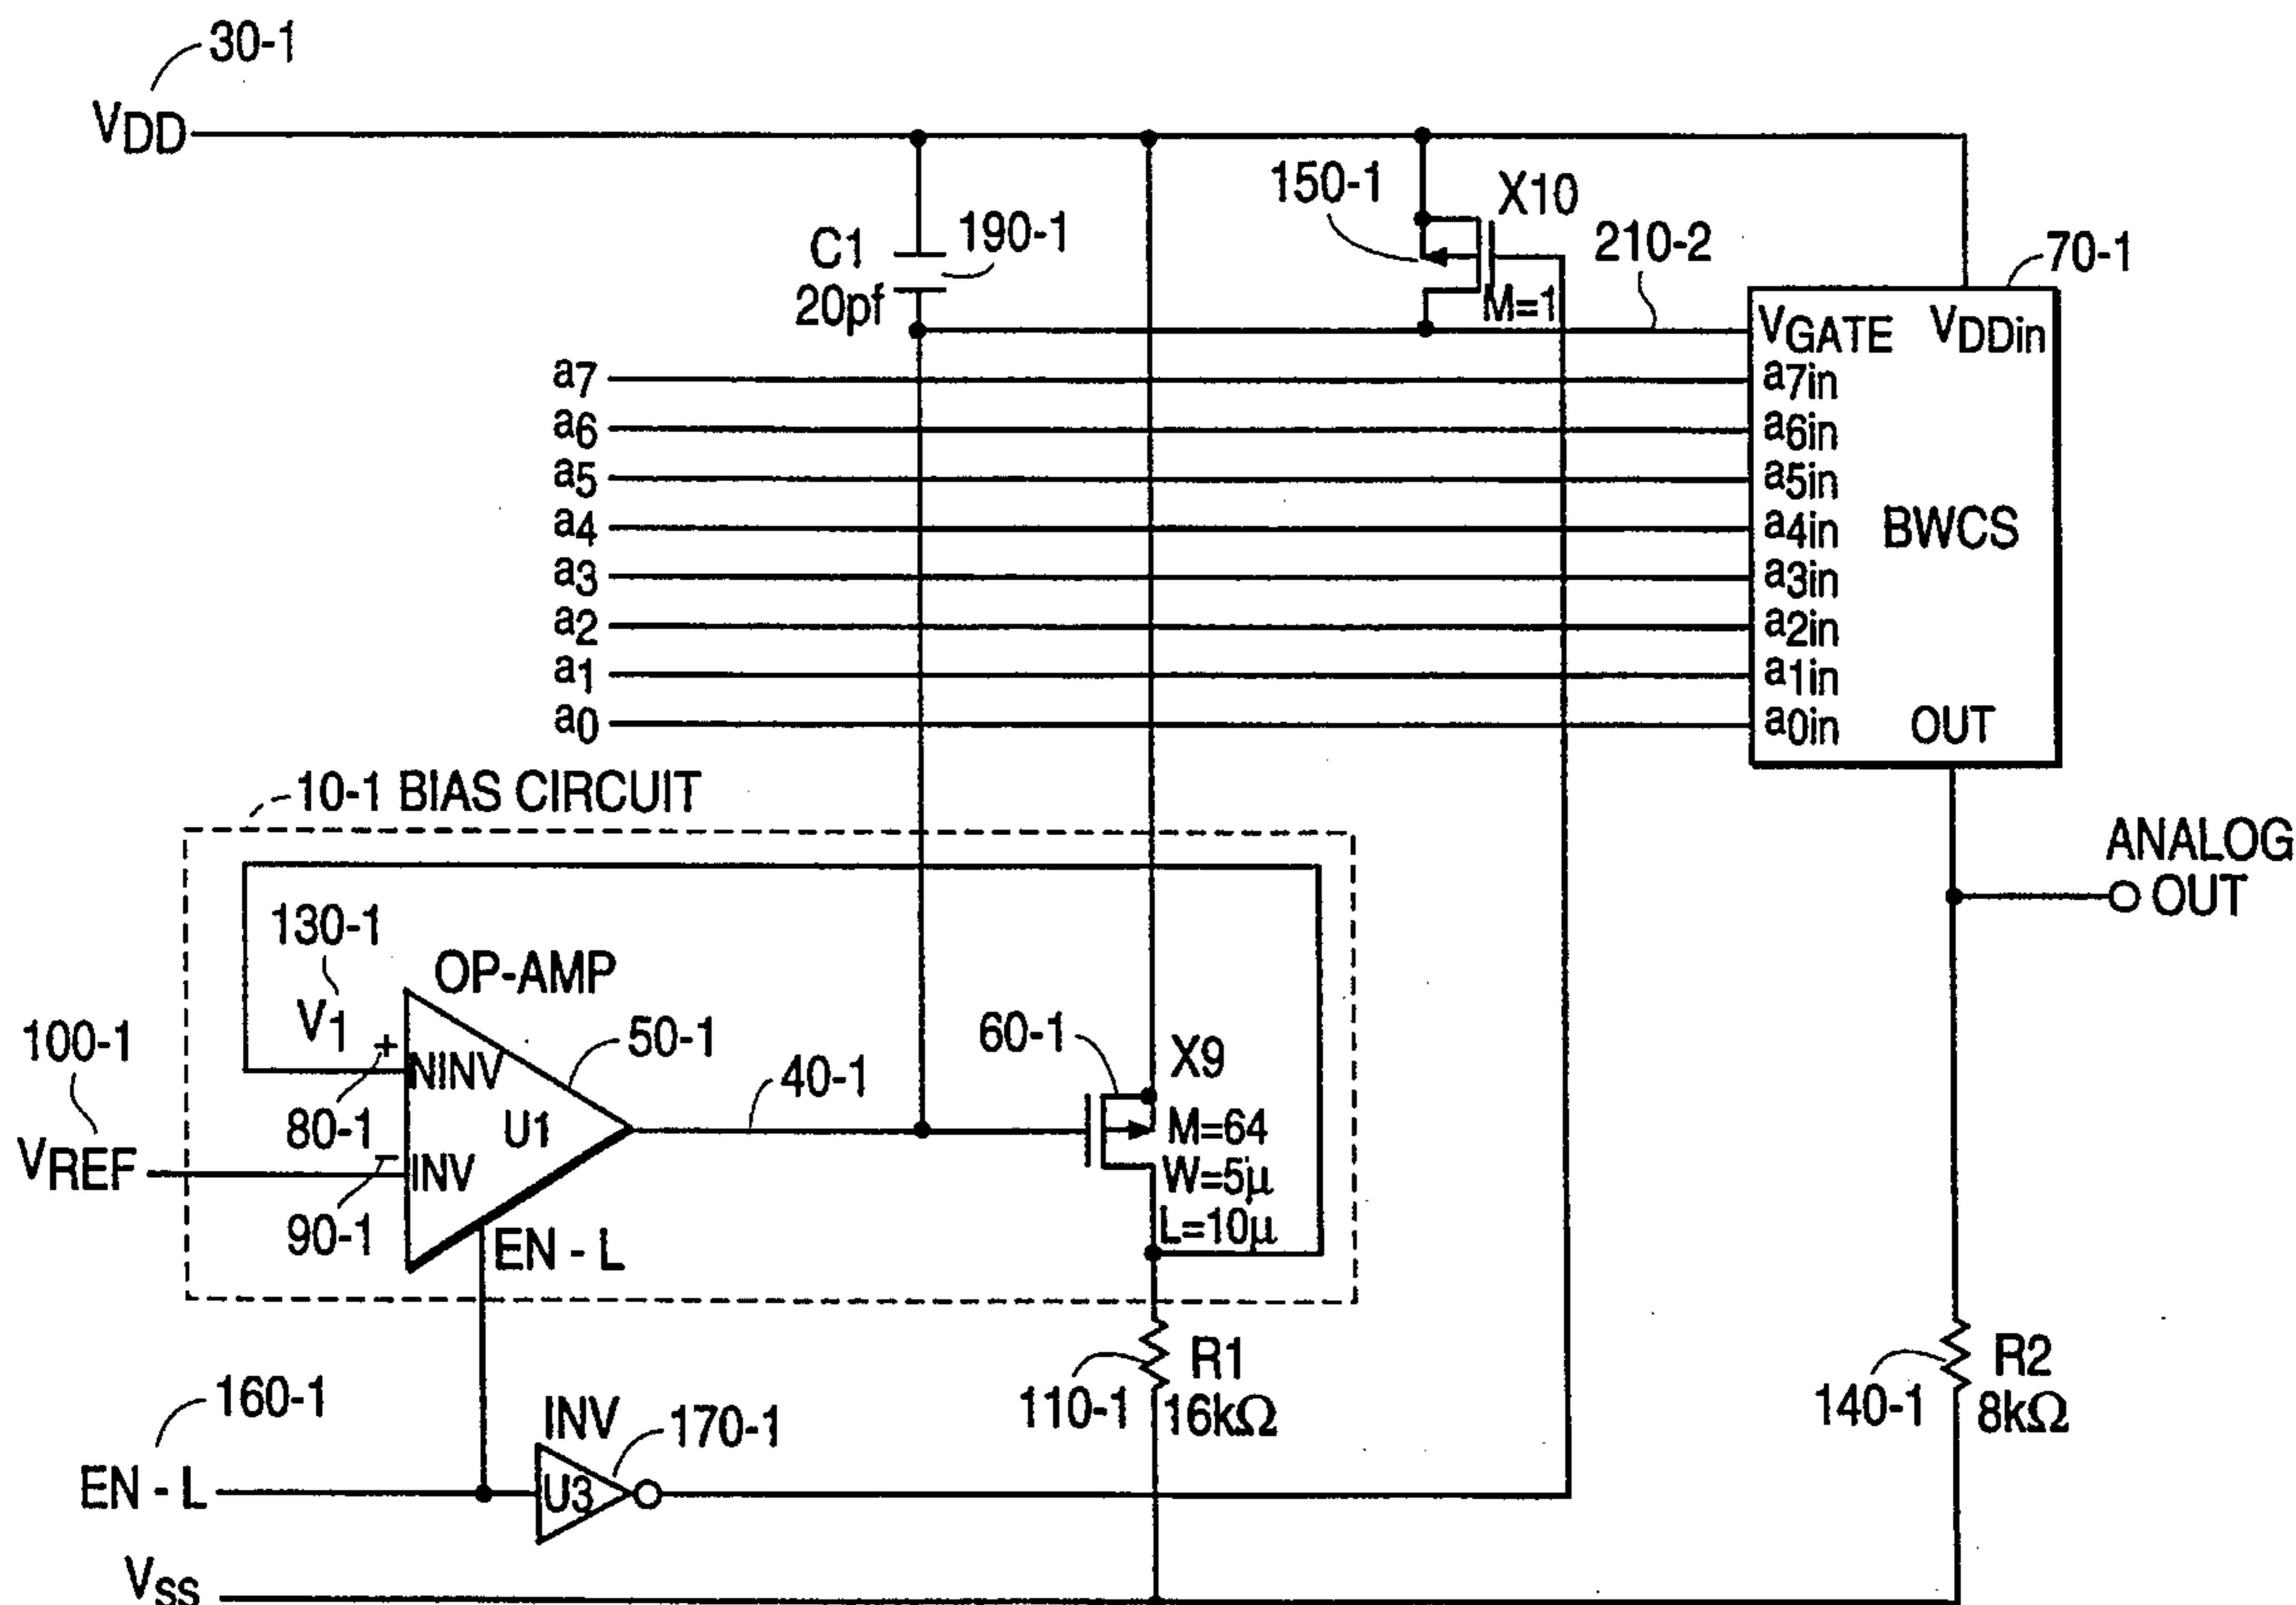 30-1
VDD
150-1
X10
C1
190-1
210-2
70-1
20pf
M=1
VGATE
VDDin
a7
a7in
a6
a6in
a5
a5in
a4
a4in
BWCS
a3
a3in
a2
a2in
a1
a1in
a0
a0in
OUT
10-1 BIAS CIRCUIT
ANALOG
OUT
130-1
V1
OP-AMP
100-1
+
NINV
50-1
60-1
X9
40-1
80-1
U1
M=64
VREF
−
INV
W=5μ
90-1
EN - L
L=10μ
R1
R2
110-1
16kΩ
140-1
8kΩ
160-1
INV
170-1
EN - L
U3
VSS